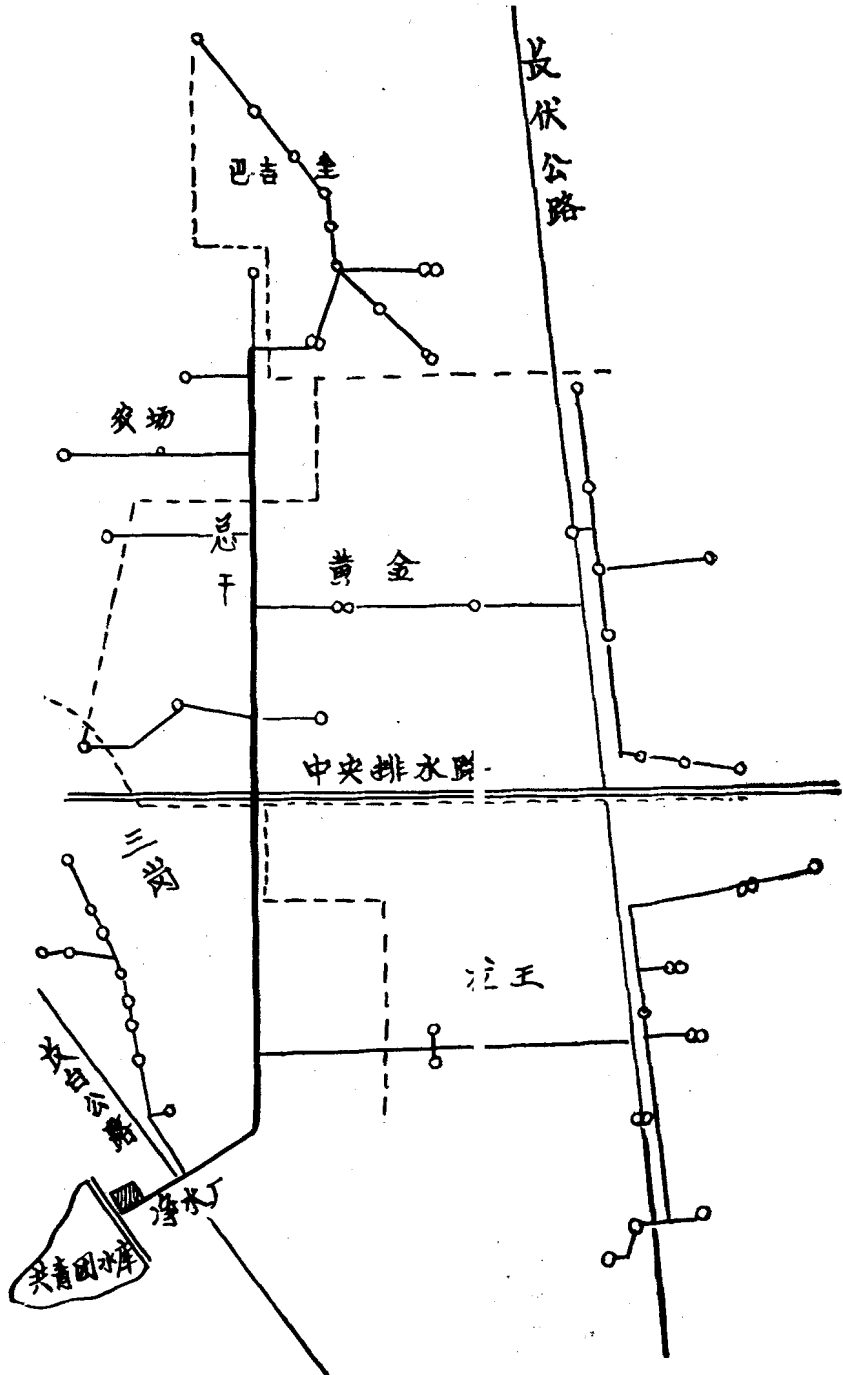 長伏公路
巴吉垒
农场
总干
黄金
中央排水路
三岗
龙王
长白公路
净水厂
共青团水库